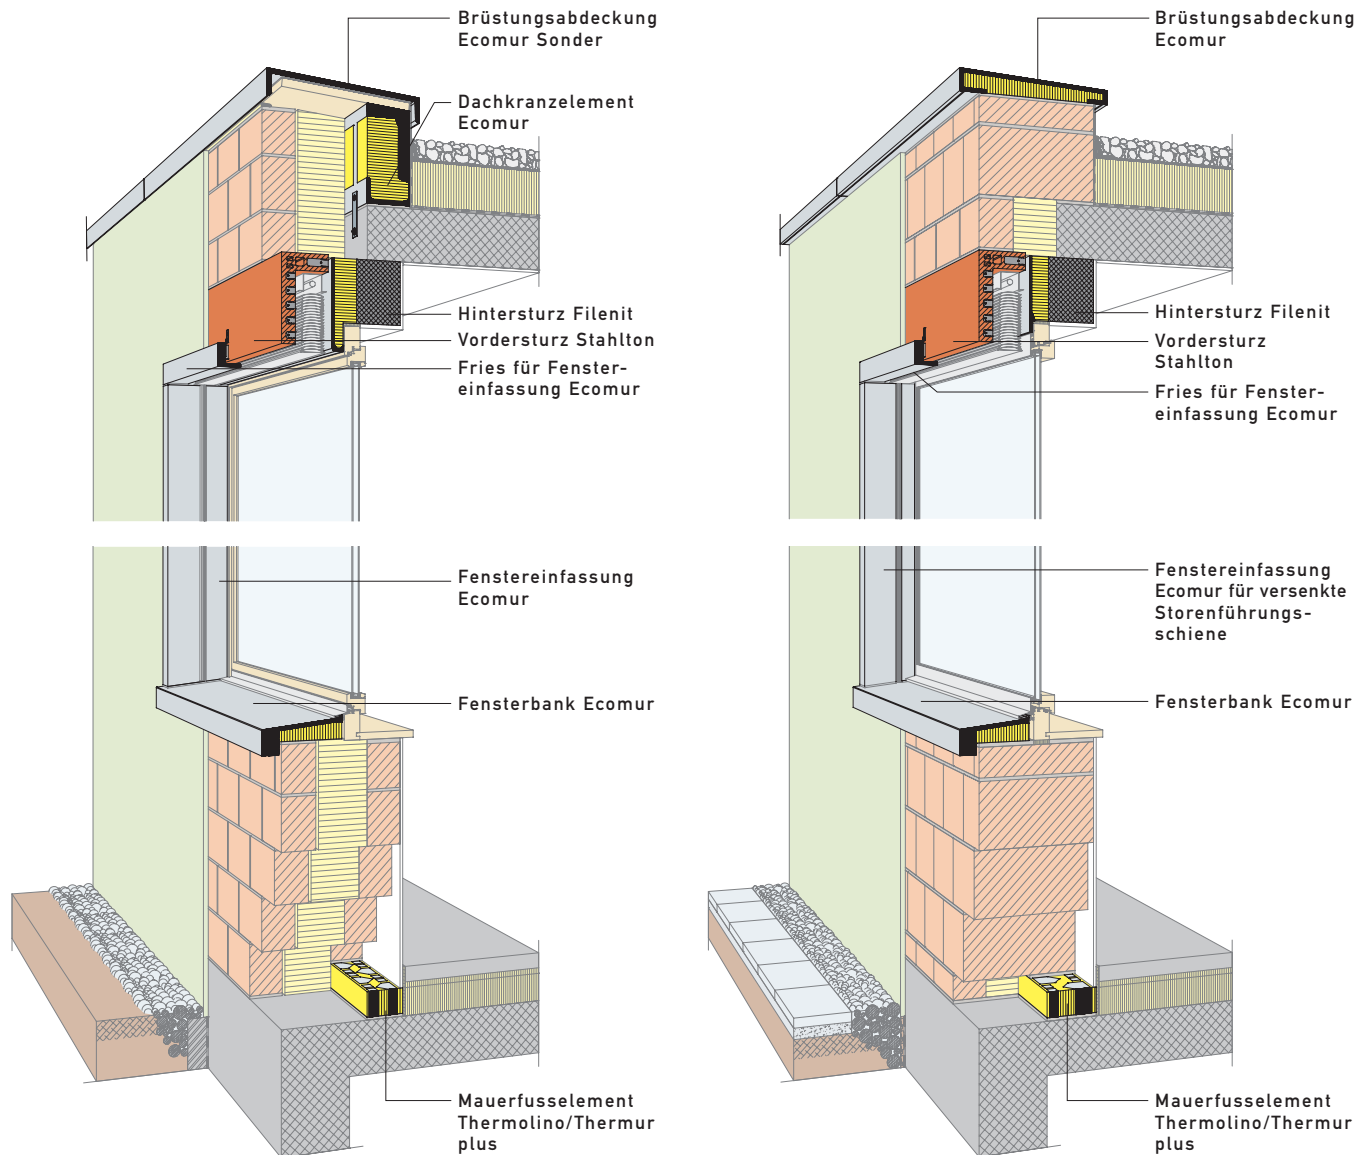 Brüstungsabdeckung
Ecomur Sonder
Dachkranzelement
Ecomur
Hintersturz Filenit
Vordersturz Stahlton
Fries für Fenster-
einfassung Ecomur
Fenstereinfassung
Ecomur
Fensterbank Ecomur
Mauerfusselement
Thermolino/Thermur
plus
Brüstungsabdeckung
Ecomur
Hintersturz Filenit
Vordersturz
Stahlton
Fries für Fenster-
einfassung Ecomur
Fenstereinfassung
Ecomur für versenkte
Storenführungs-
schiene
Fensterbank Ecomur
Mauerfusselement
Thermolino/Thermur
plus